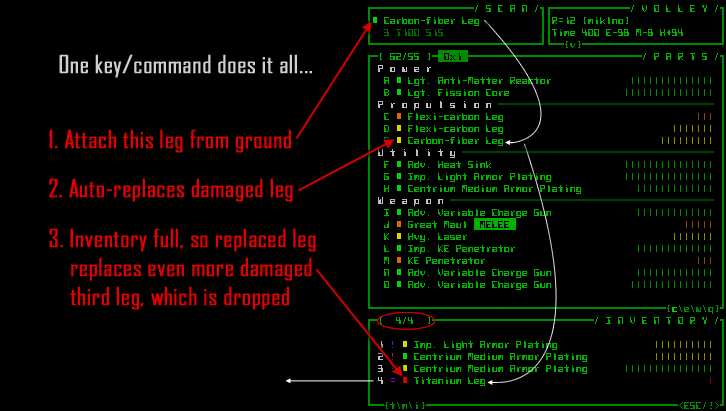 / S C A N /
/ V O L L E Y /
Carbon-fiber Leg
R=12 [m1k1no]
Time 400 E-98 M-8 H+94
(v)
[ 62/55 ]
/ P A R T S /
One key/command does it all...
P o w e r
A Lgt. Anti-Matter Reactor
B Lgt. Fission Core
P r o p u l s i o n
C Flexi-carbon Leg
1. Attach this leg from ground
D Flexi-carbon Leg
Carbon-fiber Leg
U t i l i t y
F Adv. Heat Sink
G Imp. Light Armor Plating
2. Auto-replaces damaged leg
H Centrium Medium Armor Plating
W e a p o n
I Adv. Variable Charge Gun
J Great Maul MELEE
3. Inventory full, so replaced leg
replaces even more damaged
third leg, which is dropped
K Hvy. Laser
L Imp. KE Penetrator
M KE Penetrator
N Adv. Variable Charge Gun
O Adv. Variable Charge Gun
(c\e\w\q)
[ 4/4 ]
/ I N V E N T O R Y /
1 Imp. Light Armor Plating
2 Centrium Medium Armor Plating
3 Centrium Medium Armor Plating
4 Titanium Leg
(t\m\i)
<ESC/?>